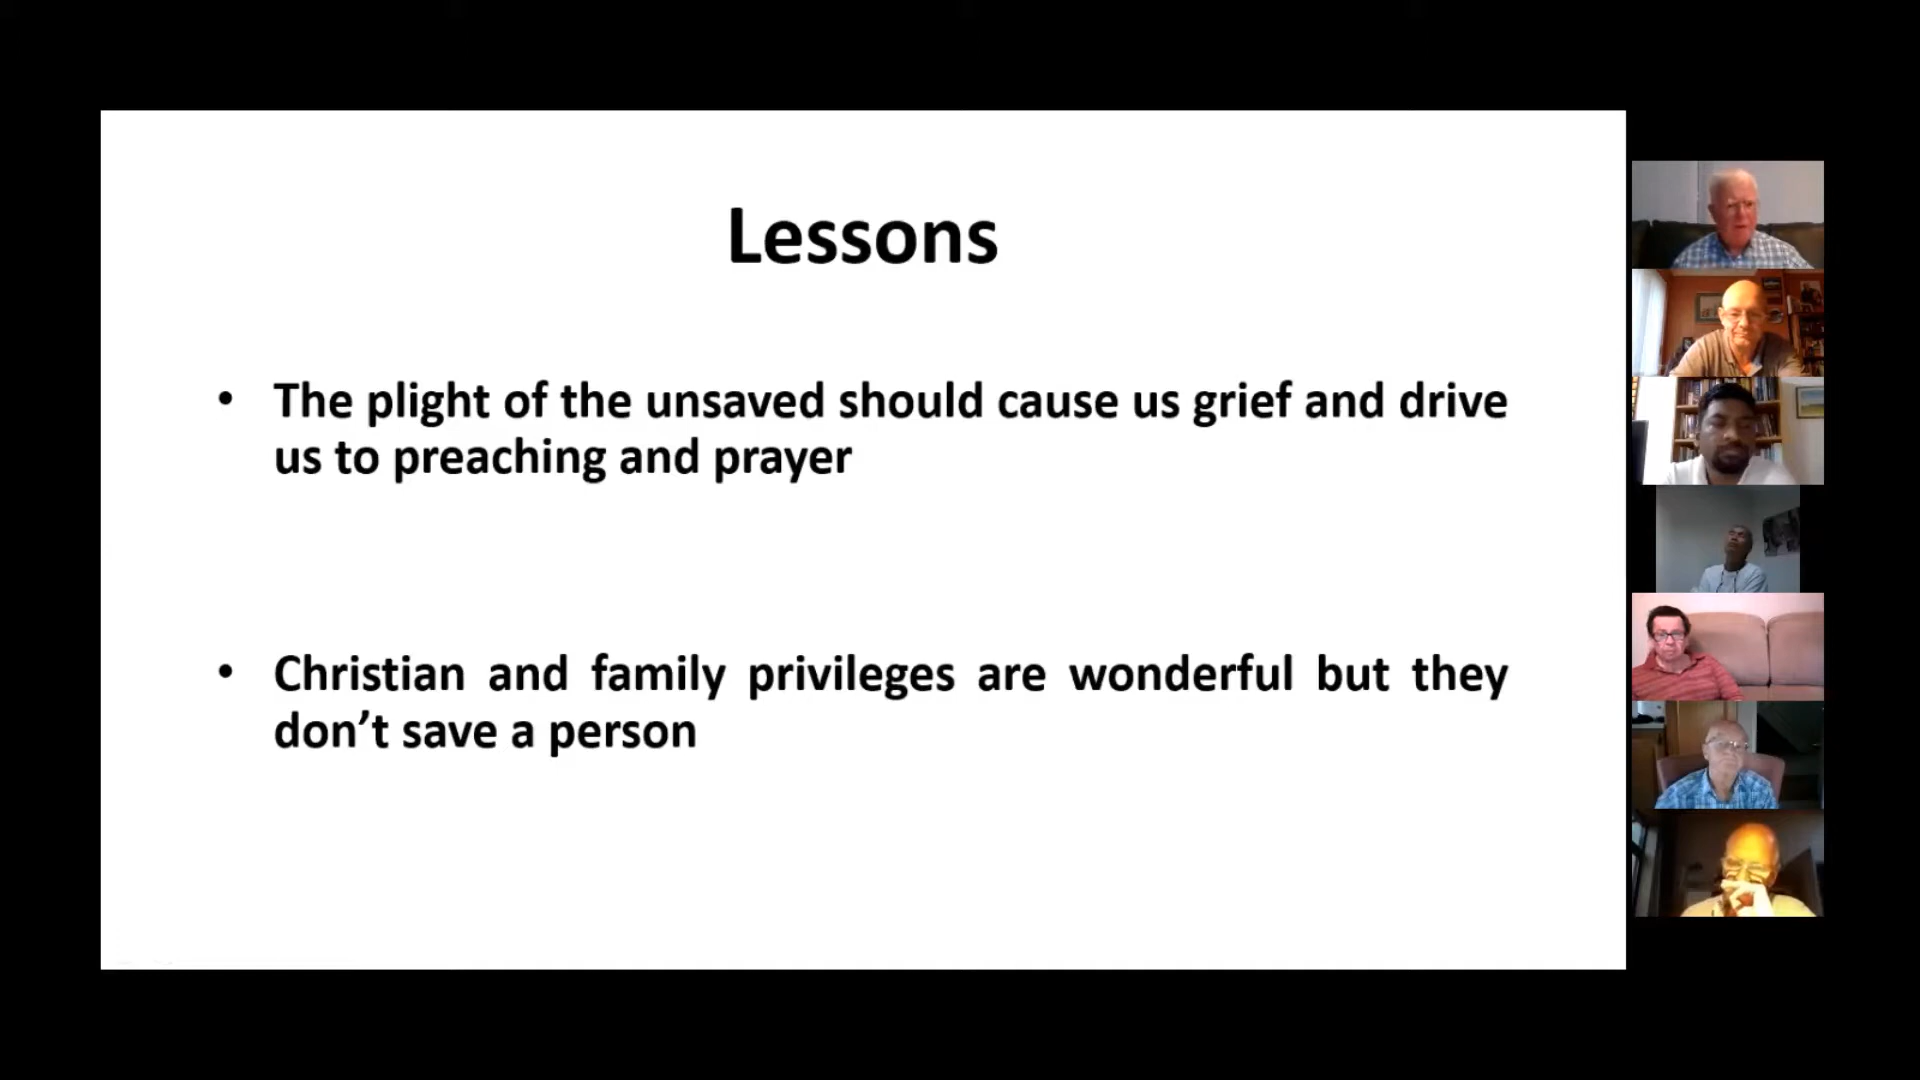 Lessons
• The plight of the unsaved should cause us grief and drive
us to preaching and prayer
• Christian and family privileges are wonderful but they
don’t save a person